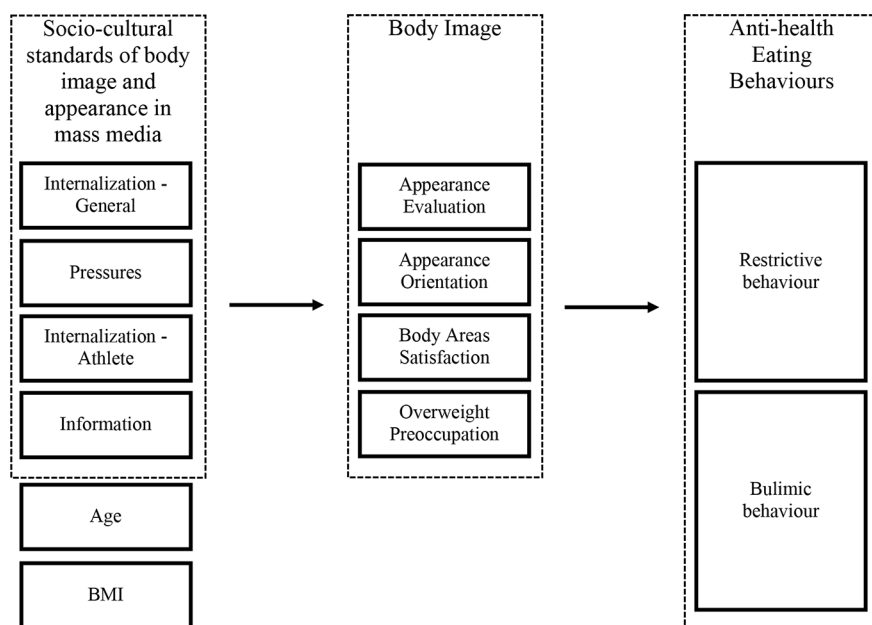 Socio-cultural
standards of body
image and
appearance in
mass media
Internalization -
General
Pressures
Internalization -
Athlete
Information
Age
BMI
Body Image
Appearance
Evaluation
Appearance
Orientation
Body Areas
Satisfaction
Overweight
Preoccupation
Anti-health
Eating
Behaviours
Restrictive
behaviour
Bulimic
behaviour